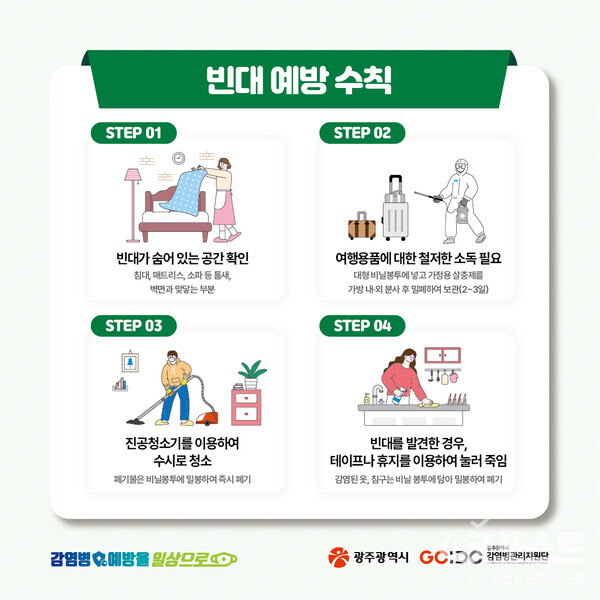 빈대 예방 수칙
STEP 01
빈대가 숨어 있는 공간 확인
침대, 매트리스, 소파 등 틈새,
벽면과 맞닿는 부분
STEP 02
여행용품에 대한 철저한 소독 필요
대형 비닐봉투에 넣고 가정용 살충제를
가방 내·외 분사 후 밀폐하여 보관(2~3일)
STEP 03
진공청소기를 이용하여
수시로 청소
폐기물은 비닐봉투에 밀봉하여 즉시 폐기
STEP 04
빈대를 발견한 경우,
테이프나 휴지를 이용하여 눌러 죽임
감염된 옷, 침구는 비닐 봉투에 담아 밀봉하여 폐기
감염병 예방을 일상으로
광주광역시
GC:DC
광주광역시
감염병관리지원단